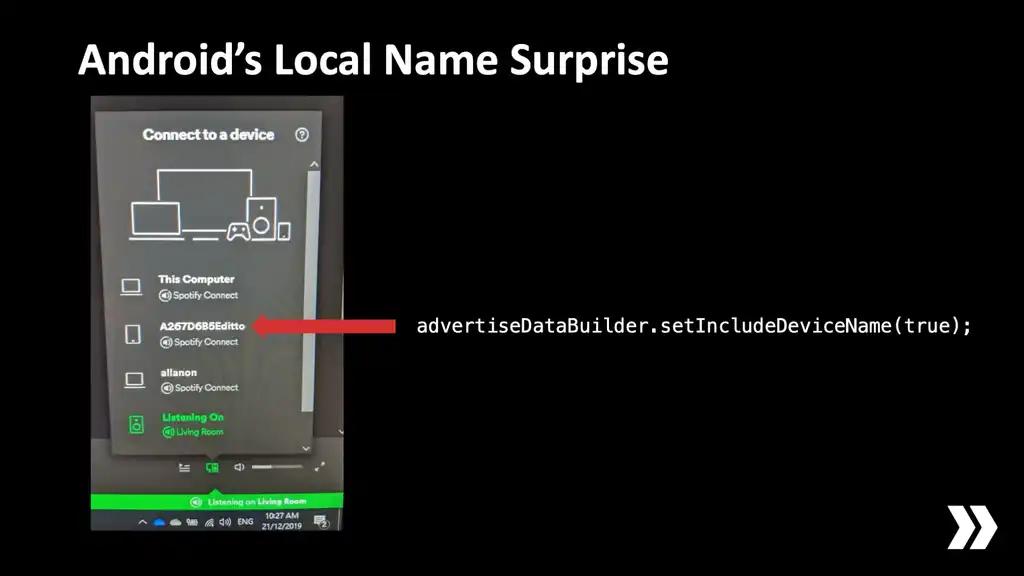 Android’s Local Name Surprise
Connect to a device
?
This Computer
Spotify Connect
A267D6B5Editto
Spotify Connect
advertiseDataBuilder.setIncludeDeviceName(true);
allanon
Spotify Connect
Listening On
Living Room
Listening on Living Room
ENG
10:27 AM
21/12/2019
2